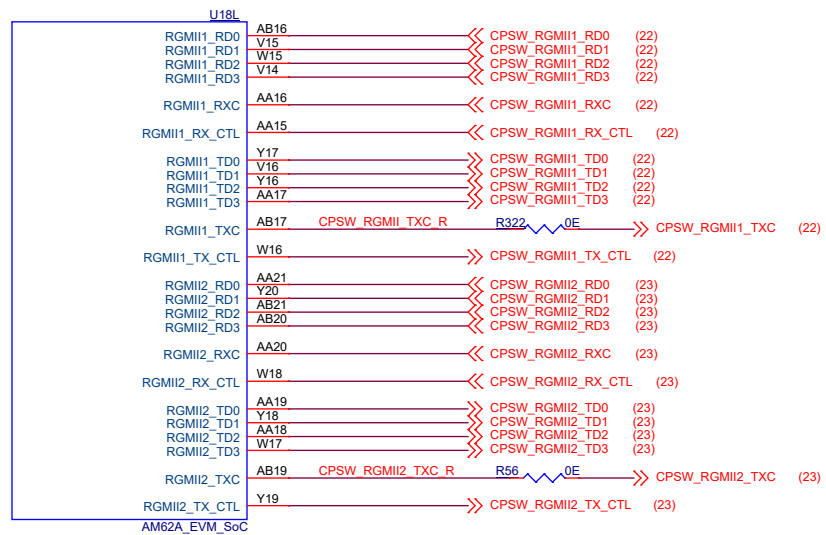 U18L
RGMII1_RD0 AB16 CPSW_RGMII1_RD0 (22)
RGMII1_RD1 V15 CPSW_RGMII1_RD1 (22)
RGMII1_RD2 W15 CPSW_RGMII1_RD2 (22)
RGMII1_RD3 V14 CPSW_RGMII1_RD3 (22)
RGMII1_RXC AA16 CPSW_RGMII1_RXC (22)
RGMII1_RX_CTL AA15 CPSW_RGMII1_RX_CTL (22)
RGMII1_TD0 Y17 CPSW_RGMII1_TD0 (22)
RGMII1_TD1 V16 CPSW_RGMII1_TD1 (22)
RGMII1_TD2 Y16 CPSW_RGMII1_TD2 (22)
RGMII1_TD3 AA17 CPSW_RGMII1_TD3 (22)
RGMII1_TXC AB17 CPSW_RGMII_TXC_R R322 0E CPSW_RGMII1_TXC (22)
RGMII1_TX_CTL W16 CPSW_RGMII1_TX_CTL (22)
RGMII2_RD0 AA21 CPSW_RGMII2_RD0 (23)
RGMII2_RD1 Y20 CPSW_RGMII2_RD1 (23)
RGMII2_RD2 AB21 CPSW_RGMII2_RD2 (23)
RGMII2_RD3 AB20 CPSW_RGMII2_RD3 (23)
RGMII2_RXC AA20 CPSW_RGMII2_RXC (23)
RGMII2_RX_CTL W18 CPSW_RGMII2_RX_CTL (23)
RGMII2_TD0 AA19 CPSW_RGMII2_TD0 (23)
RGMII2_TD1 Y18 CPSW_RGMII2_TD1 (23)
RGMII2_TD2 AA18 CPSW_RGMII2_TD2 (23)
RGMII2_TD3 W17 CPSW_RGMII2_TD3 (23)
RGMII2_TXC AB19 CPSW_RGMII2_TXC_R R56 0E CPSW_RGMII2_TXC (23)
RGMII2_TX_CTL Y19 CPSW_RGMII2_TX_CTL (23)
AM62A_EVM_SoC